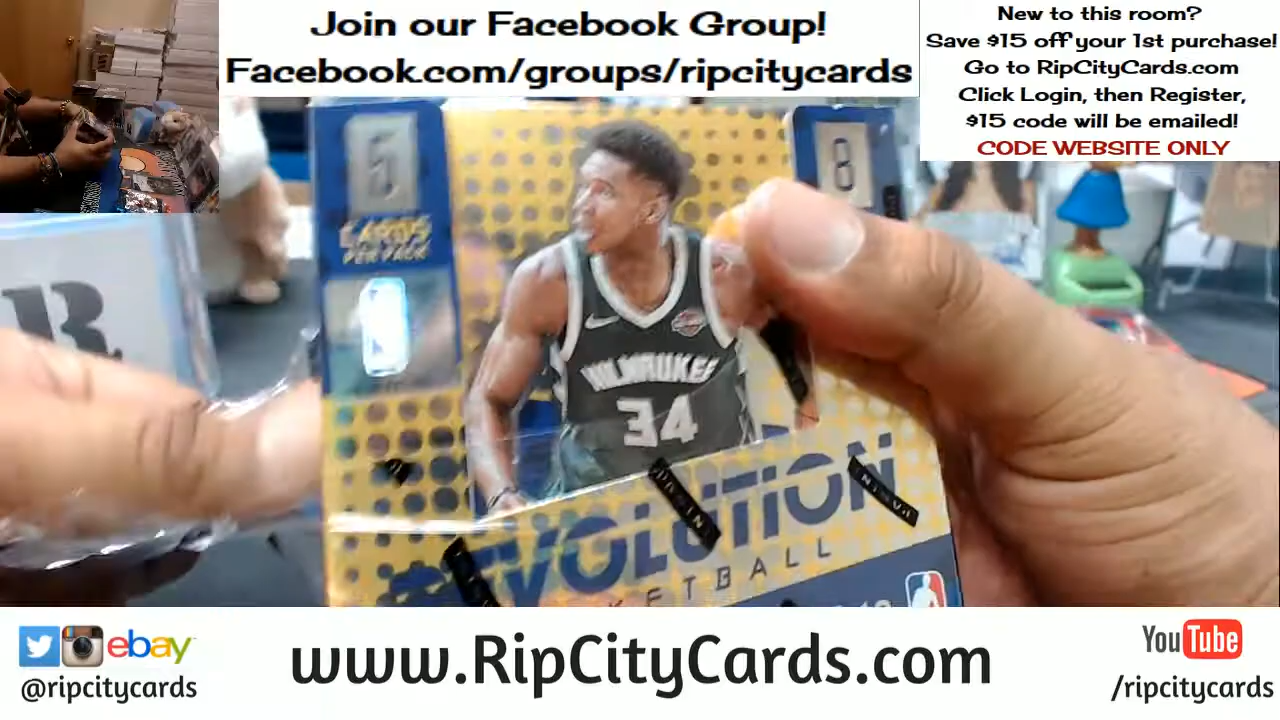 Join our Facebook Group!
Facebook.com/groups/ripcitycards
New to this room?
Save $15 off your 1st purchase!
Go to RipCityCards.com
Click Login, then Register,
$15 code will be emailed!
CODE WEBSITE ONLY
5
CARDS
PER PACK
8
MILWAUKEE
34
ebay
@ripcitycards
www.RipCityCards.com
YouTube
/ripcitycards